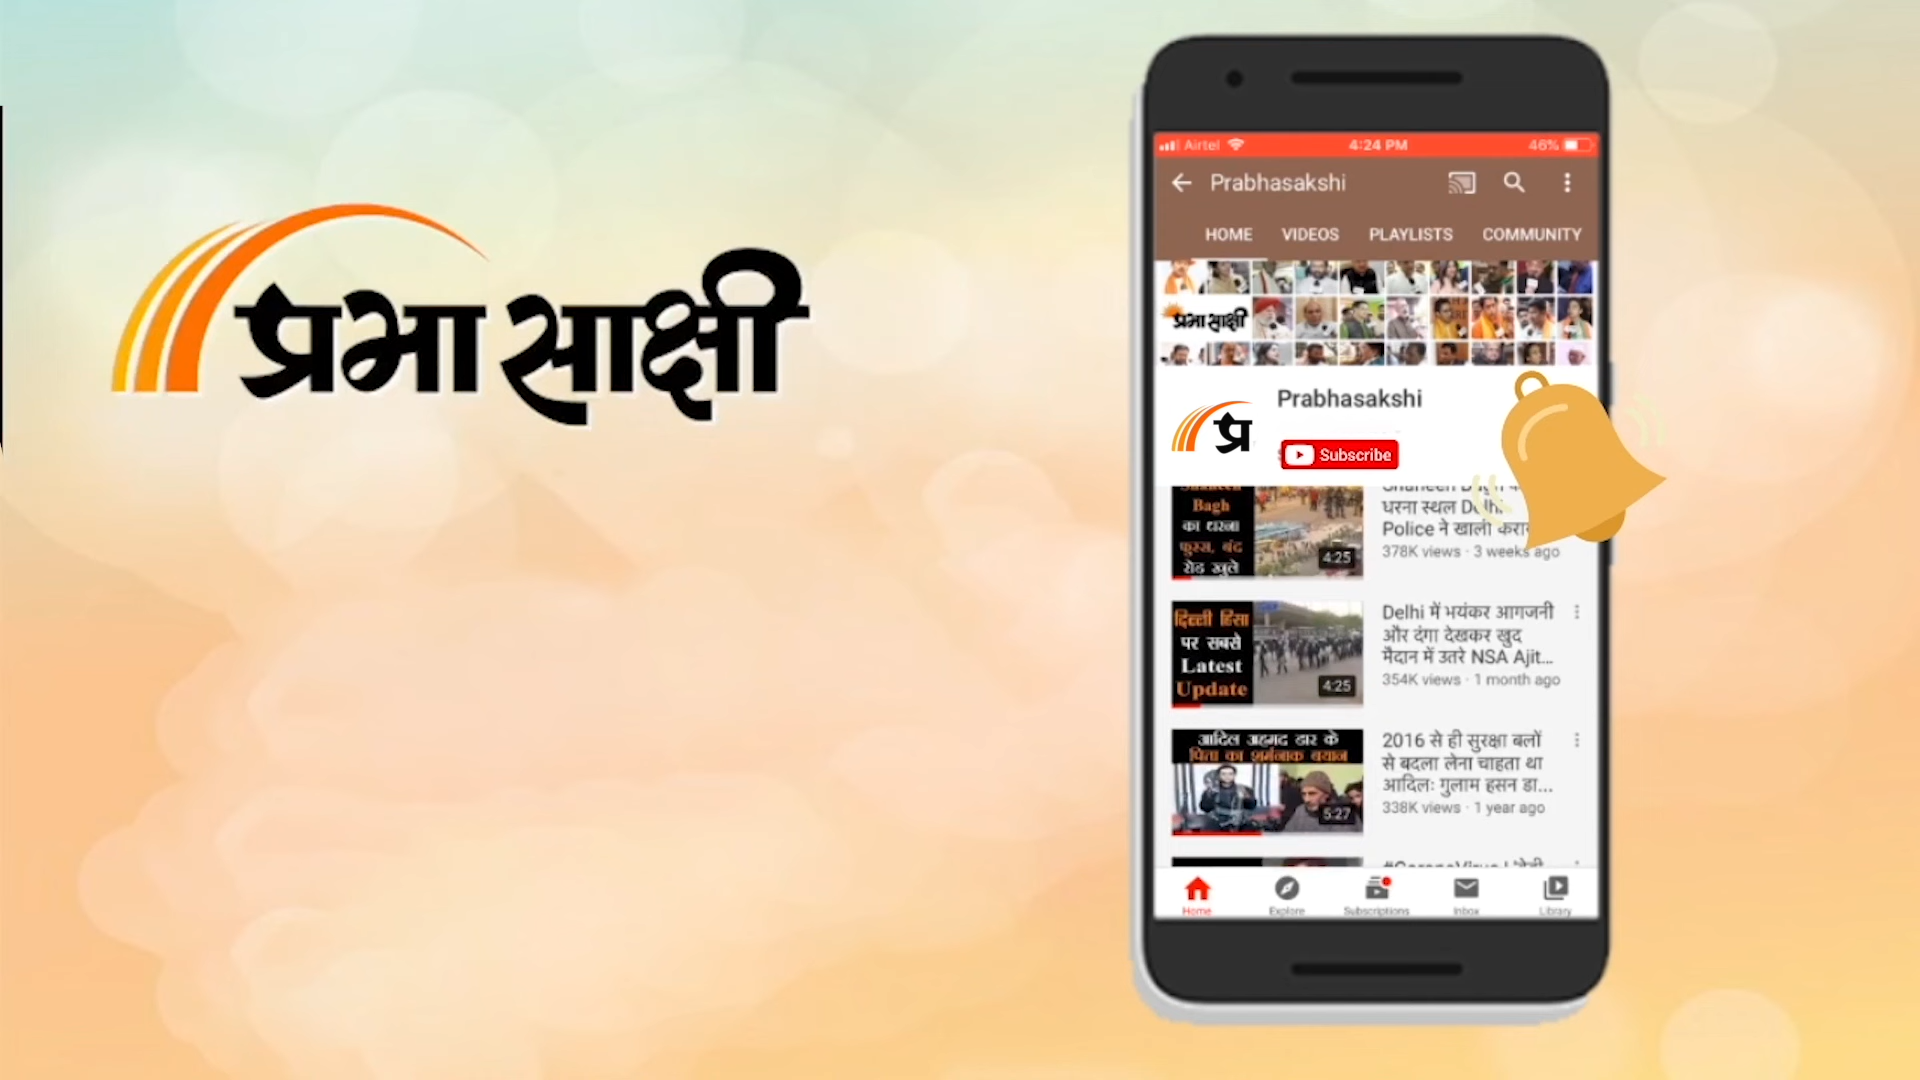 प्रभासाक्षी
Airtel 4:24 PM 46%
Prabhasakshi
HOME VIDEOS PLAYLISTS COMMUNITY
प्रभासाक्षी
Prabhasakshi
प्र
Subscribe
Bagh
का धरना
फुस्स, बंद
रोड खुले
4:25
धरना स्थल
Police ने खाली
378K views · 3 weeks ago
दिल्ली हिंसा
पर सबसे
Latest
Update
4:25
Delhi में भयंकर आगजनी
और दंगा देखकर खुद
मैदान में उतरे NSA Ajit...
354K views · 1 month ago
आदिल अहमद डार के
पिता का शर्मनाक बयान
5:27
2016 से ही सुरक्षा बलों
से बदला लेना चाहता था
आदिलः गुलाम हसन डा...
338K views · 1 year ago
Home Explore Subscriptions Inbox Library